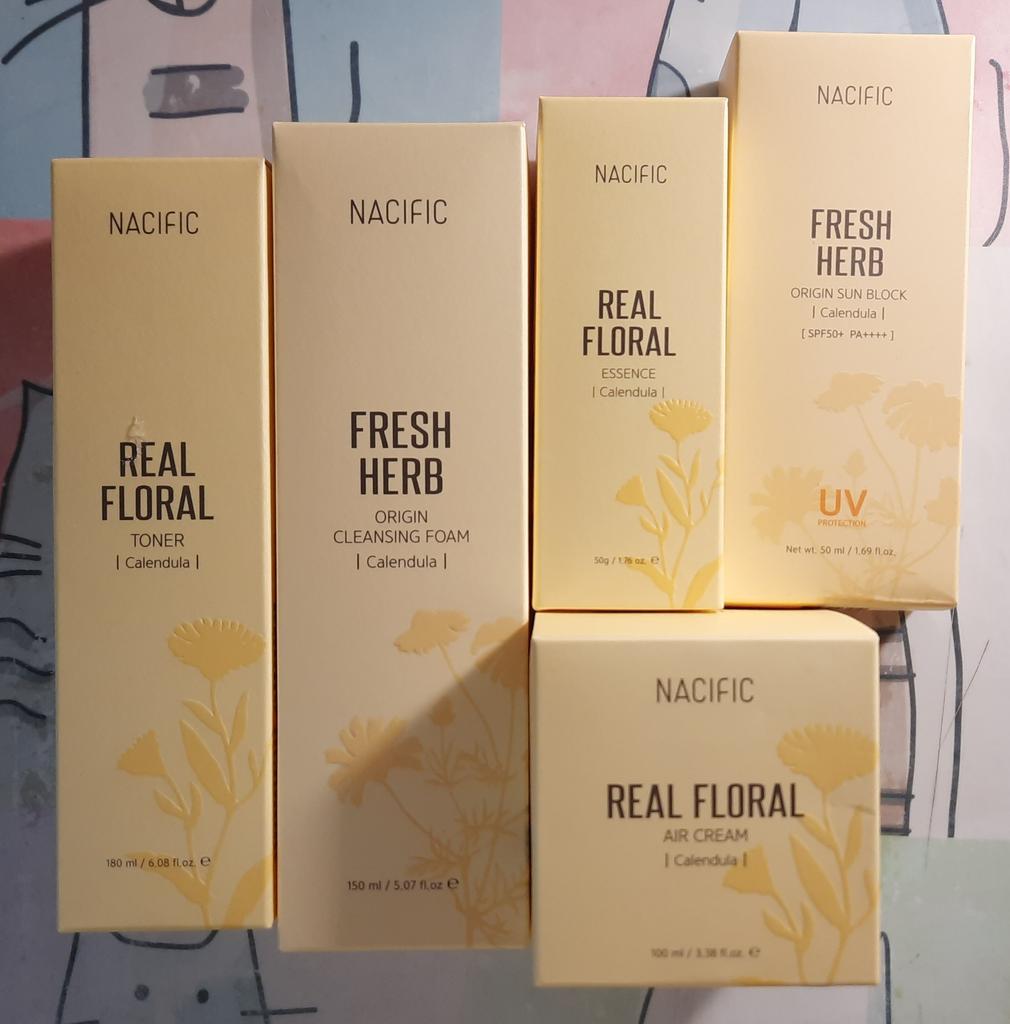 NACIFIC
REAL
FLORAL
TONER
| Calendula |
180 ml / 6.08 fl.oz. ℮
NACIFIC
FRESH
HERB
ORIGIN
CLEANSING FOAM
| Calendula |
150 ml / 5.07 fl.oz ℮
NACIFIC
REAL
FLORAL
ESSENCE
| Calendula |
50g / 1.76 oz. ℮
NACIFIC
FRESH
HERB
ORIGIN SUN BLOCK
| Calendula |
[ SPF50+ PA++++ ]
UV
PROTECTION
Net wt. 50 ml / 1.69 fl.oz.
NACIFIC
REAL FLORAL
AIR CREAM
| Calendula |
100 ml / 3.38 fl.oz. ℮